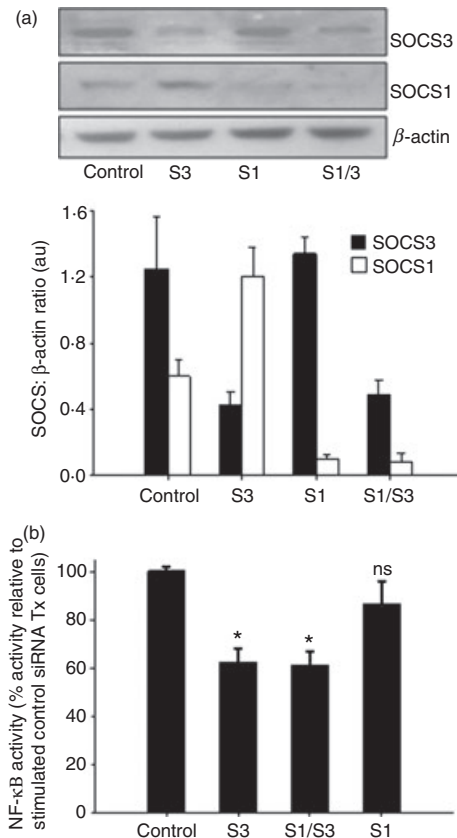 (a)
SOCS3
SOCS1
β-actin
Control S3 S1 S1/3
SOCS: β-actin ratio (au)
1·6
1·2
0·8
0·4
0·0
SOCS3
SOCS1
Control S3 S1 S1/S3
(b)
NF-κB activity (% activity relative to
stimulated control siRNA Tx cells)
100
80
60
40
20
0
*
*
ns
Control S3 S1/S3 S1